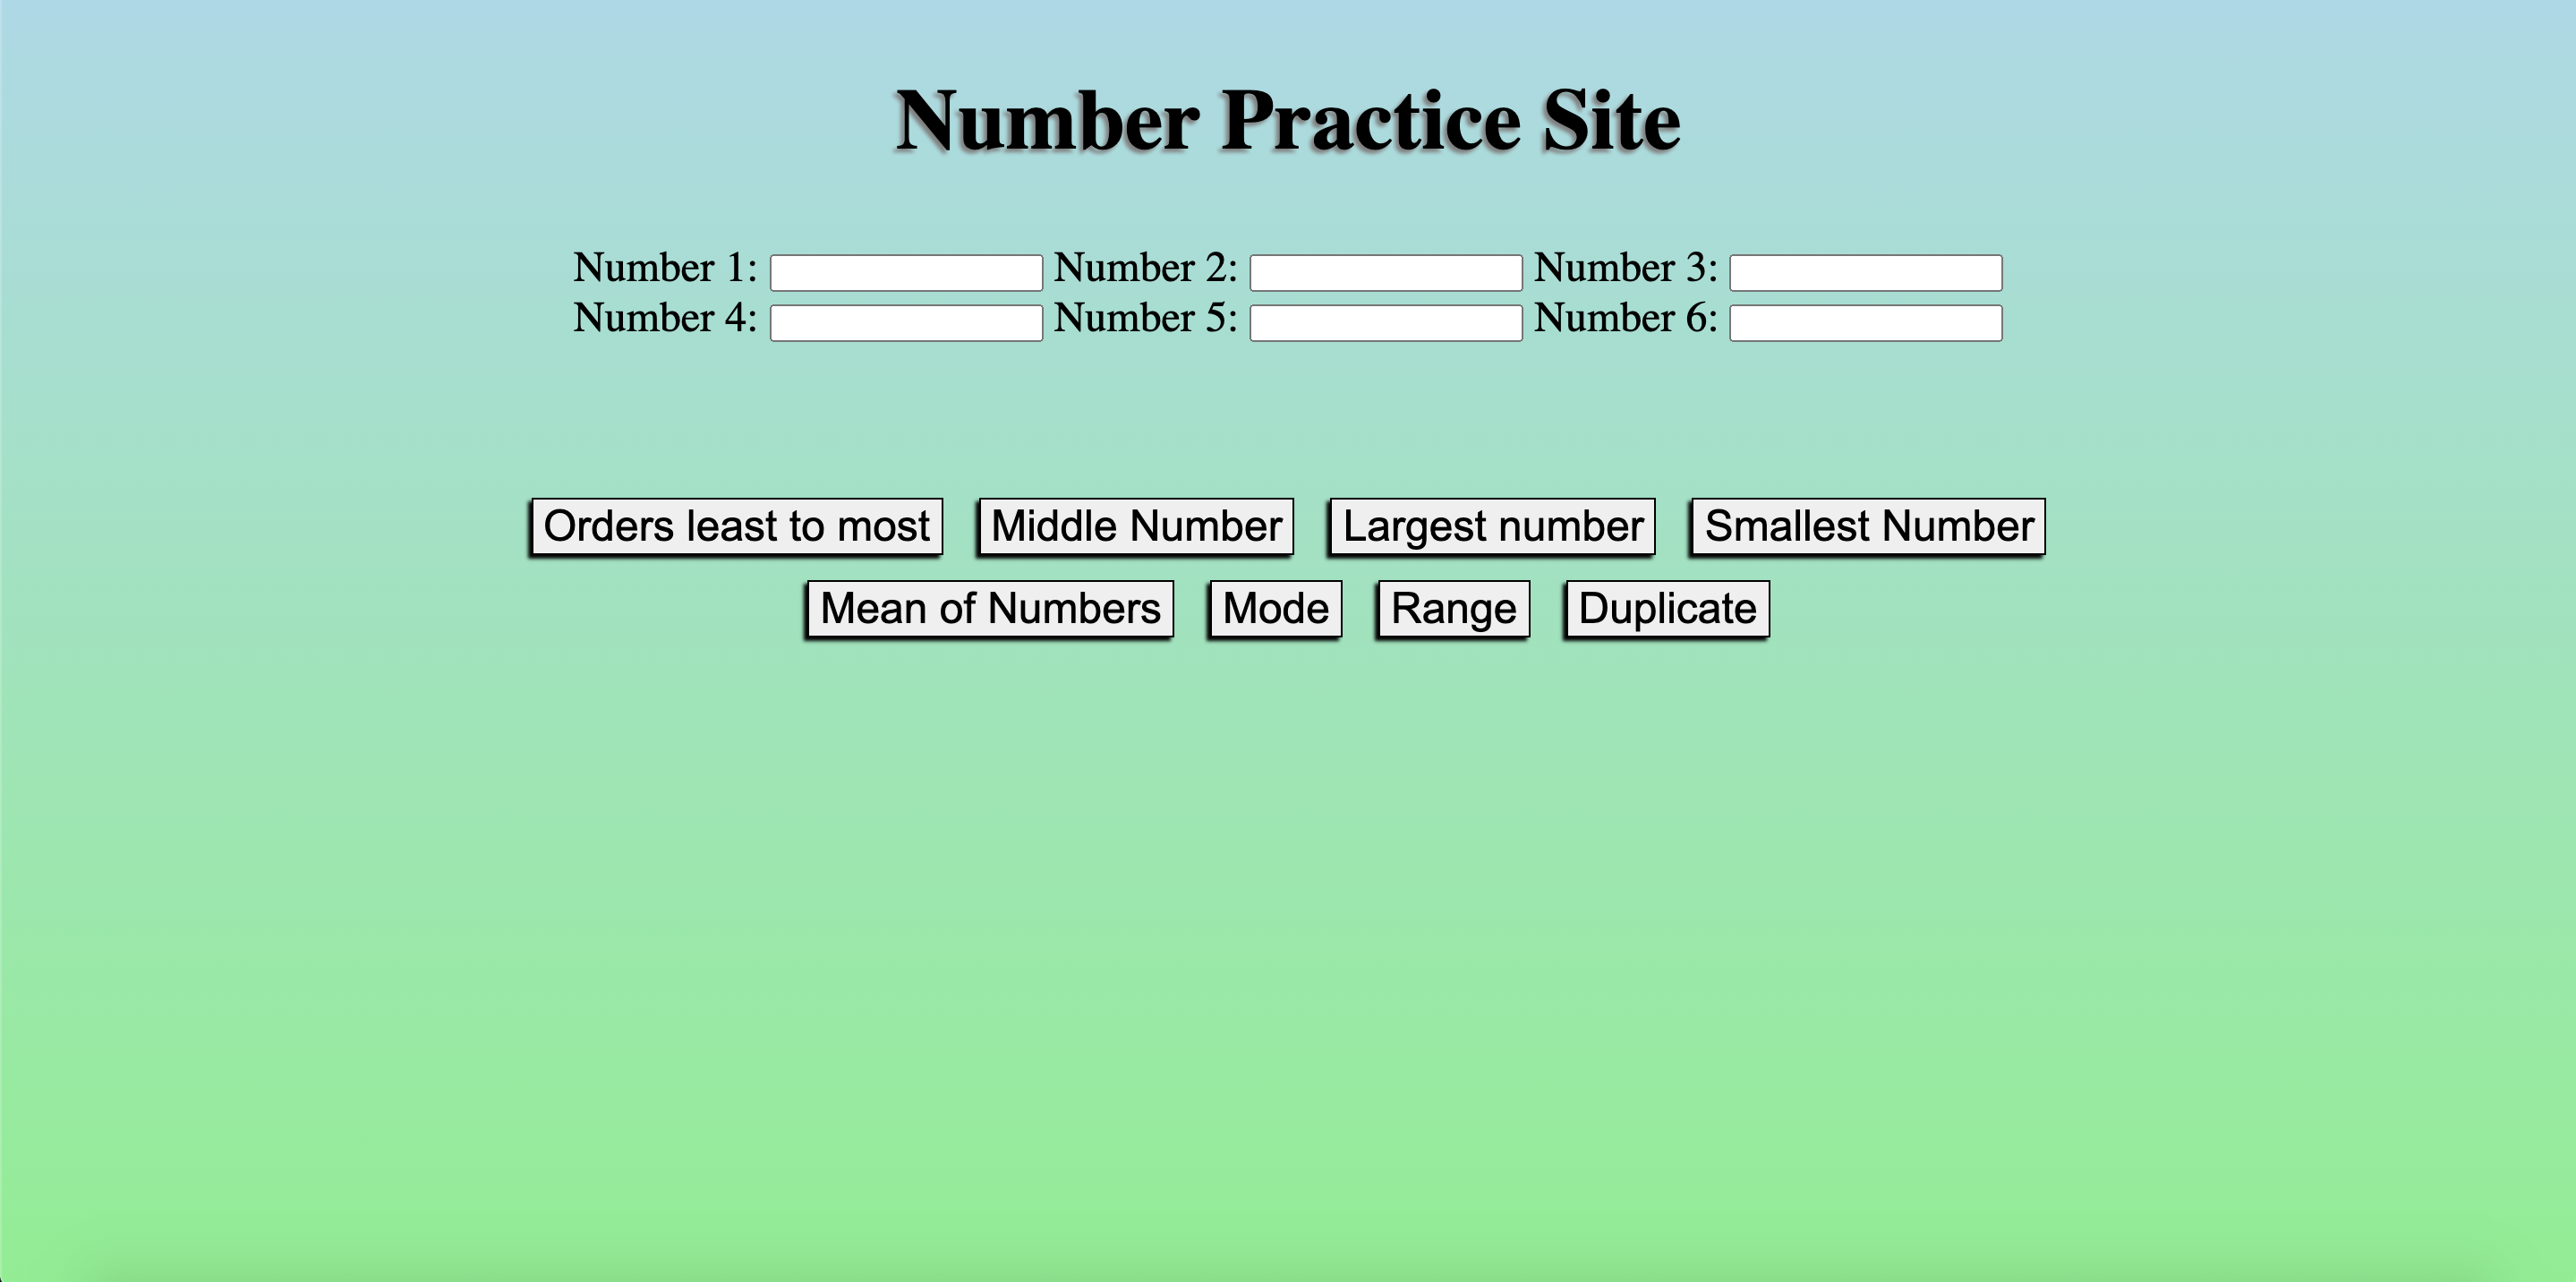 Number Practice Site
Number 1: Number 2: Number 3:
Number 4: Number 5: Number 6:
Orders least to most Middle Number Largest number Smallest Number
Mean of Numbers Mode Range Duplicate